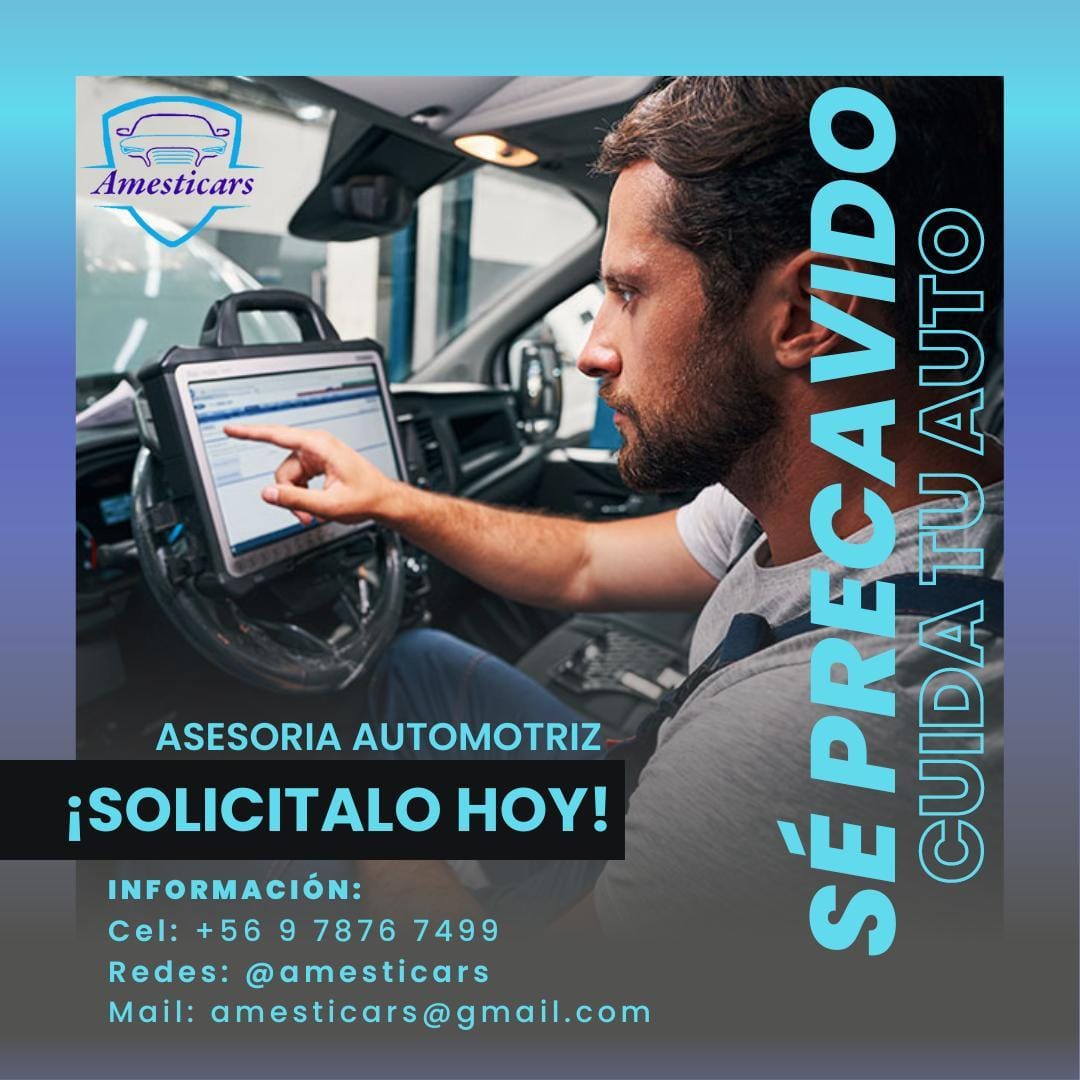 Amesticars
SÉ PRECAVIDO
CUIDA TU AUTO
ASESORIA AUTOMOTRIZ
¡SOLICITALO HOY!
INFORMACIÓN:
Cel: +56 9 7876 7499
Redes: @amesticars
Mail: amesticars@gmail.com